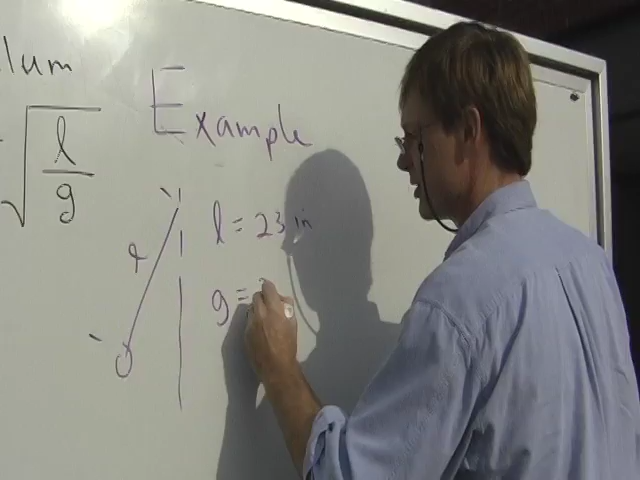 lum
√l/g
Example
l = 23 in
g =